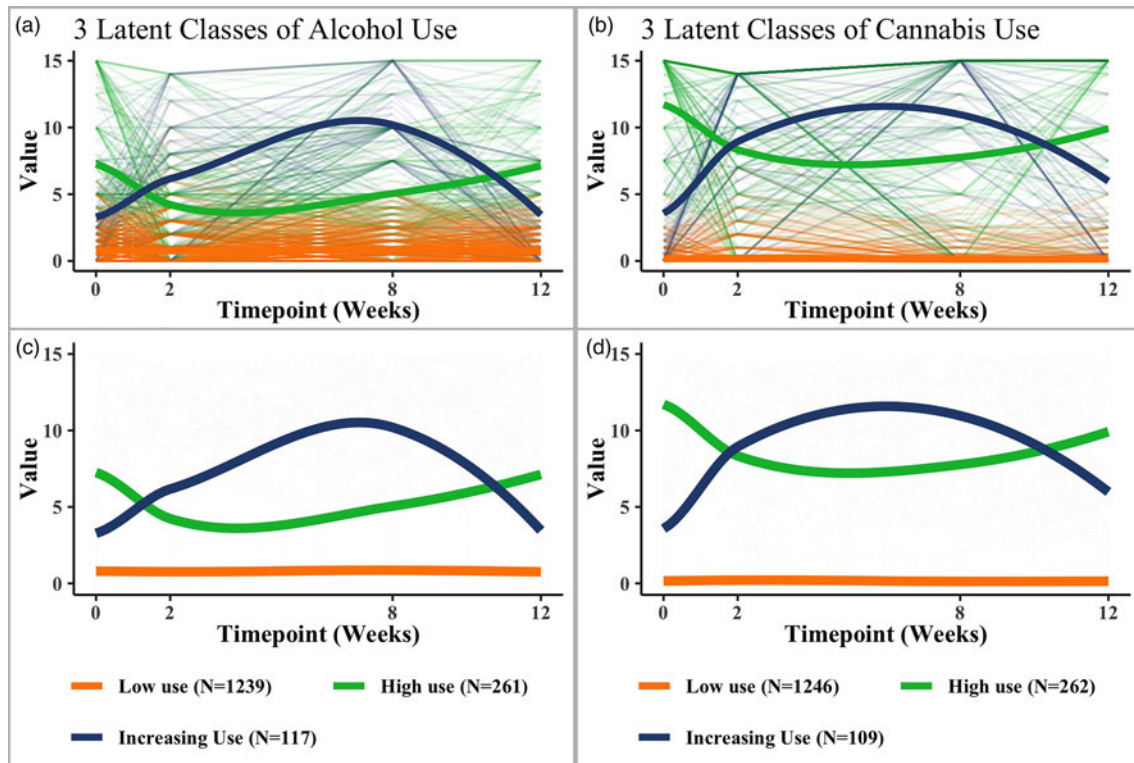 (a) 3 Latent Classes of Alcohol Use
15
10
5
0
Value
0 2 8 12
Timepoint (Weeks)
(b) 3 Latent Classes of Cannabis Use
15
10
5
0
Value
0 2 8 12
Timepoint (Weeks)
(c)
15
10
5
0
Value
0 2 8 12
Timepoint (Weeks)
Low use (N=1239) High use (N=261)
Increasing Use (N=117)
(d)
15
10
5
0
Value
0 2 8 12
Timepoint (Weeks)
Low use (N=1246) High use (N=262)
Increasing Use (N=109)